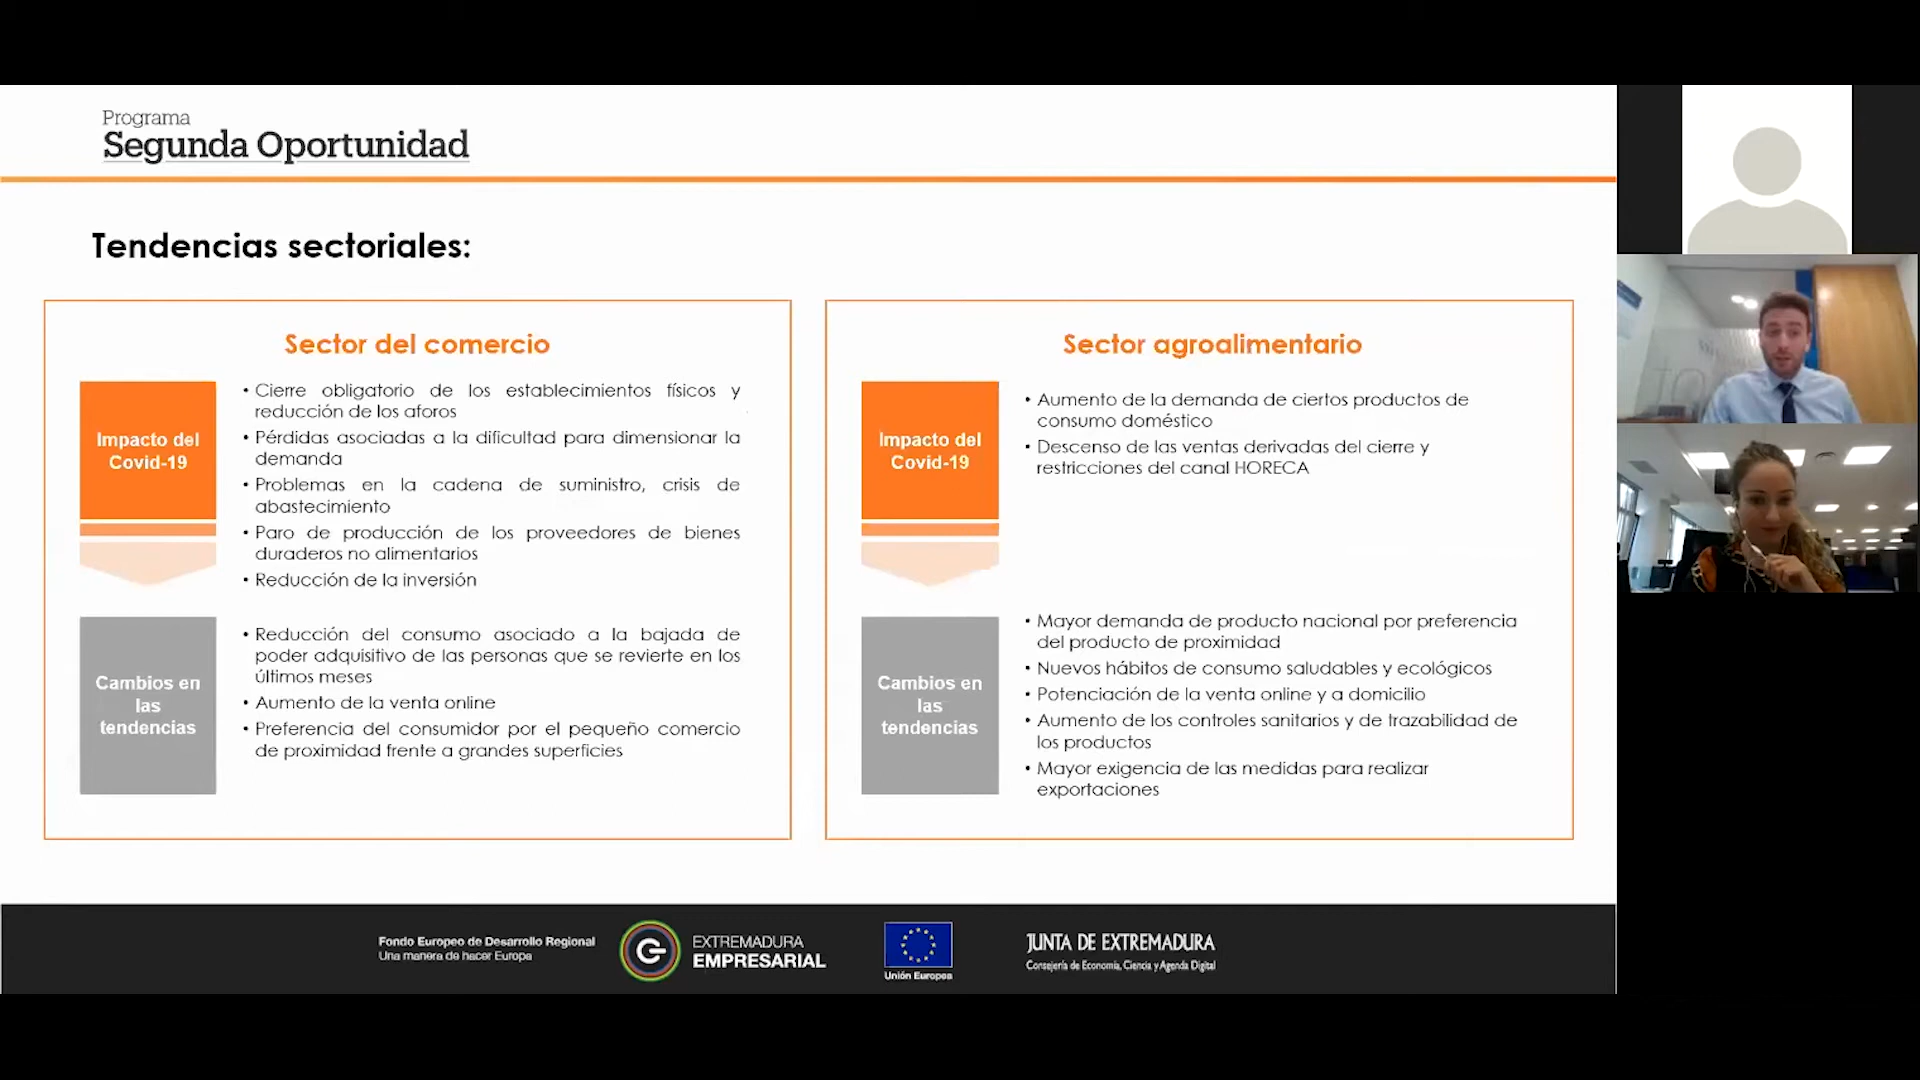 Programa
Segunda Oportunidad
Tendencias sectoriales:
Sector del comercio
Impacto del
Covid-19
• Cierre obligatorio de los establecimientos físicos y
reducción de los aforos
• Pérdidas asociadas a la dificultad para dimensionar la
demanda
• Problemas en la cadena de suministro, crisis de
abastecimiento
• Paro de producción de los proveedores de bienes
duraderos no alimentarios
• Reducción de la inversión
Cambios en
las
tendencias
• Reducción del consumo asociado a la bajada de
poder adquisitivo de las personas que se revierte en los
últimos meses
• Aumento de la venta online
• Preferencia del consumidor por el pequeño comercio
de proximidad frente a grandes superficies
Sector agroalimentario
Impacto del
Covid-19
• Aumento de la demanda de ciertos productos de
consumo doméstico
• Descenso de las ventas derivadas del cierre y
restricciones del canal HORECA
Cambios en
las
tendencias
• Mayor demanda de producto nacional por preferencia
del producto de proximidad
• Nuevos hábitos de consumo saludables y ecológicos
• Potenciación de la venta online y a domicilio
• Aumento de los controles sanitarios y de trazabilidad de
los productos
• Mayor exigencia de las medidas para realizar
exportaciones
Fondo Europeo de Desarrollo Regional
Una manera de hacer Europa
EXTREMADURA
EMPRESARIAL
Unión Europea
JUNTA DE EXTREMADURA
Consejería de Economía, Ciencia y Agenda Digital